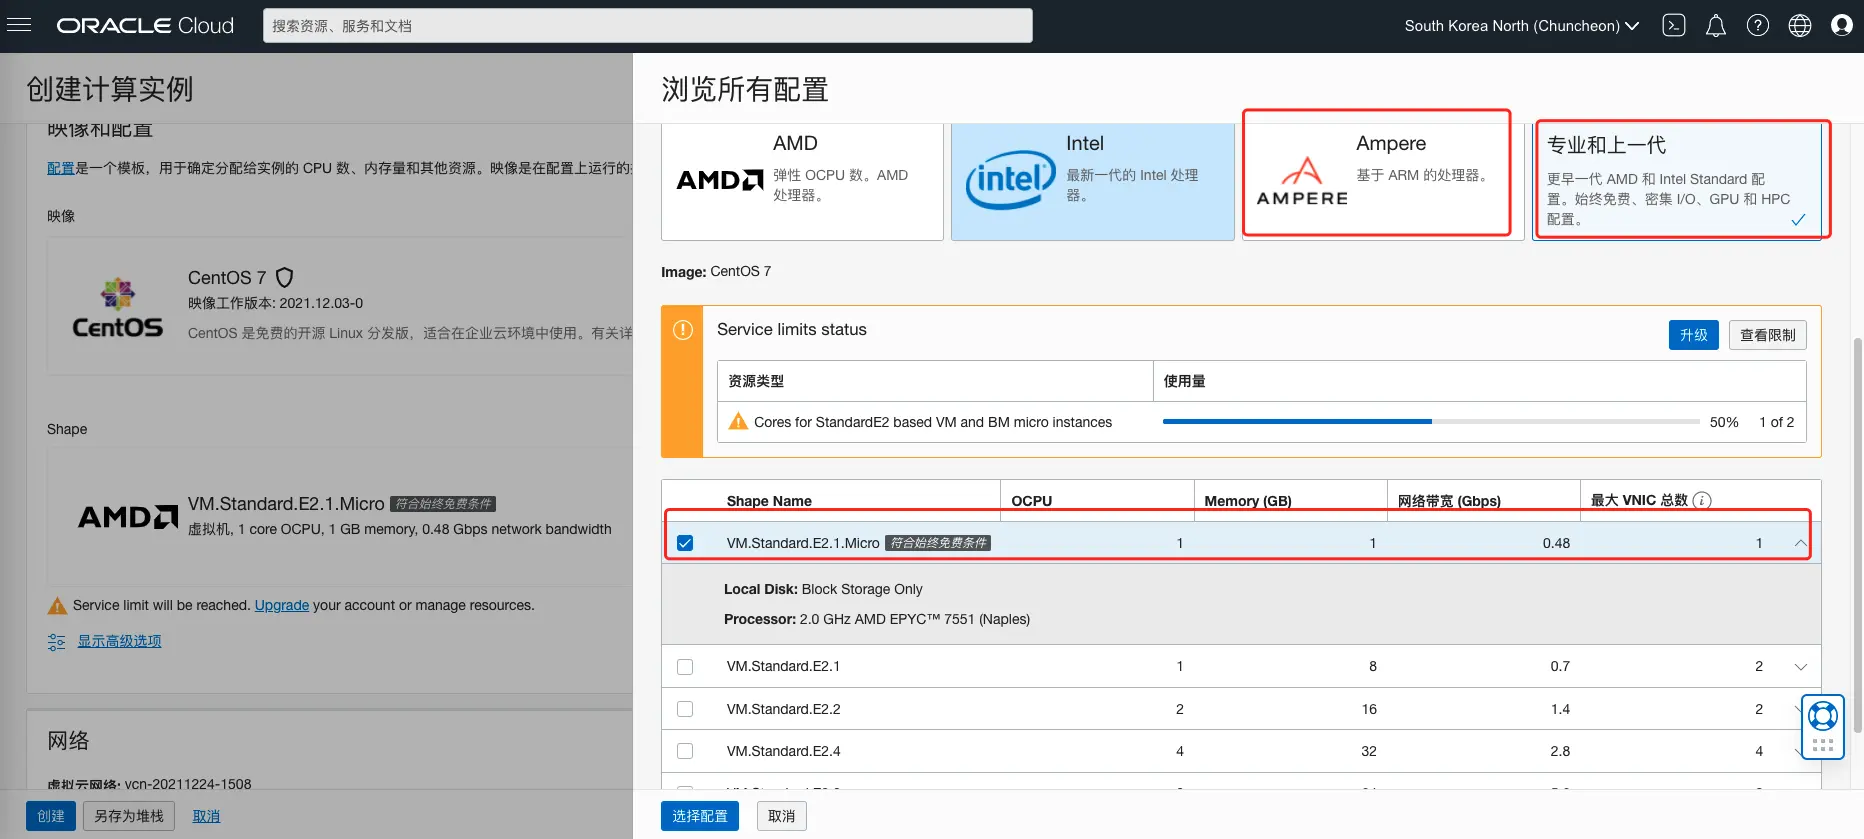 ORACLE Cloud
搜索资源、服务和文档
South Korea North (Chuncheon)
创建计算实例
映像和配置
配置是一个模板，用于确定分配给实例的 CPU 数、内存量和其他资源。映像是在配置上运行的
映像
CentOS
CentOS 7
映像工作版本: 2021.12.03-0
CentOS 是免费的开源 Linux 分发版，适合在企业云环境中使用。有关详
Shape
AMD
VM.Standard.E2.1.Micro 符合始终免费条件
虚拟机, 1 core OCPU, 1 GB memory, 0.48 Gbps network bandwidth
Service limit will be reached. Upgrade your account or manage resources.
显示高级选项
网络
虚拟云网络: vcn-20211224-1508
创建
另存为堆栈
取消
浏览所有配置
AMD
AMD
弹性 OCPU 数。AMD
处理器。
intel
Intel
最新一代的 Intel 处理
器。
AMPERE
Ampere
基于 ARM 的处理器。
专业和上一代
更早一代 AMD 和 Intel Standard 配
置。始终免费、密集 I/O、GPU 和 HPC
配置。
Image: CentOS 7
Service limits status
升级
查看限制
资源类型 使用量
Cores for StandardE2 based VM and BM micro instances 50% 1 of 2
Shape Name OCPU Memory (GB) 网络带宽 (Gbps) 最大 VNIC 总数
VM.Standard.E2.1.Micro 符合始终免费条件 1 1 0.48 1
Local Disk: Block Storage Only
Processor: 2.0 GHz AMD EPYC™ 7551 (Naples)
VM.Standard.E2.1 1 8 0.7 2
VM.Standard.E2.2 2 16 1.4 2
VM.Standard.E2.4 4 32 2.8 4
选择配置
取消